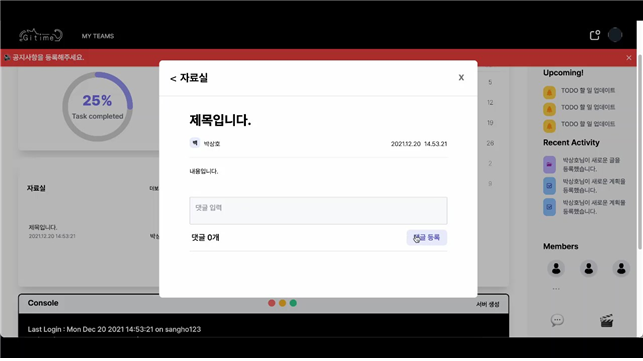 Gitime
MY TEAMS
공지사항을 등록해주세요.
×
25%
Task completed
< 자료실
X
제목입니다.
박상호
2021.12.20 14:53:21
내용입니다.
댓글 입력
댓글 0개
댓글 등록
5
12
19
26
2
9
자료실
더보
제목입니다.
2021.12.20 14:53:21
박상
Upcoming!
TODO 할 일 업데이트
TODO 할 일 업데이트
TODO 할 일 업데이트
Recent Activity
박상호님이 새로운 글을
등록했습니다.
박상호님이 새로운 계획을
등록했습니다.
박상호님이 새로운 계획을
등록했습니다.
Members
...
Console
서버 생성
Last Login : Mon Dec 20 2021 14:53:21 on sangho123